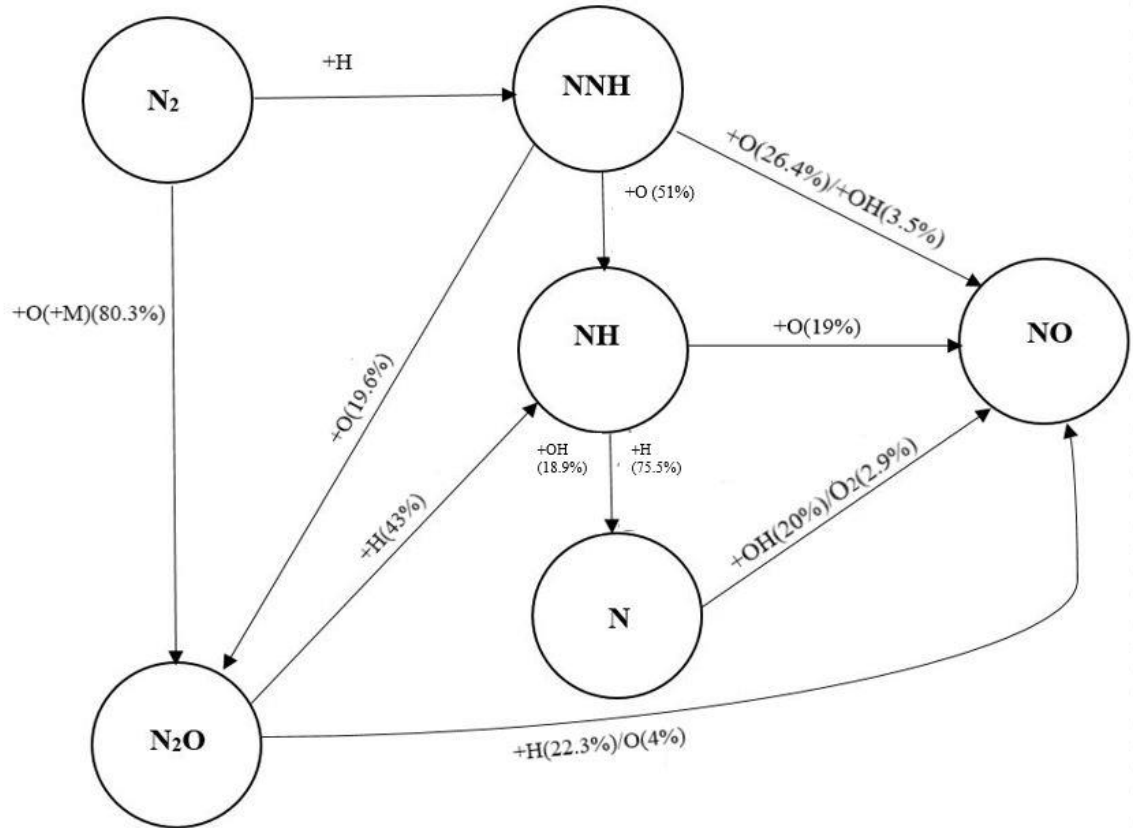 N₂
+H
NNH
+O(26.4%)/+OH(3.5%)
+O (51%)
+O(+M)(80.3%)
NH
+O(19%)
NO
+O(19.6%)
+OH
(18.9%)
+H
(75.5%)
+H(43%)
+OH(20%)/O₂(2.9%)
N
N₂O
+H(22.3%)/O(4%)